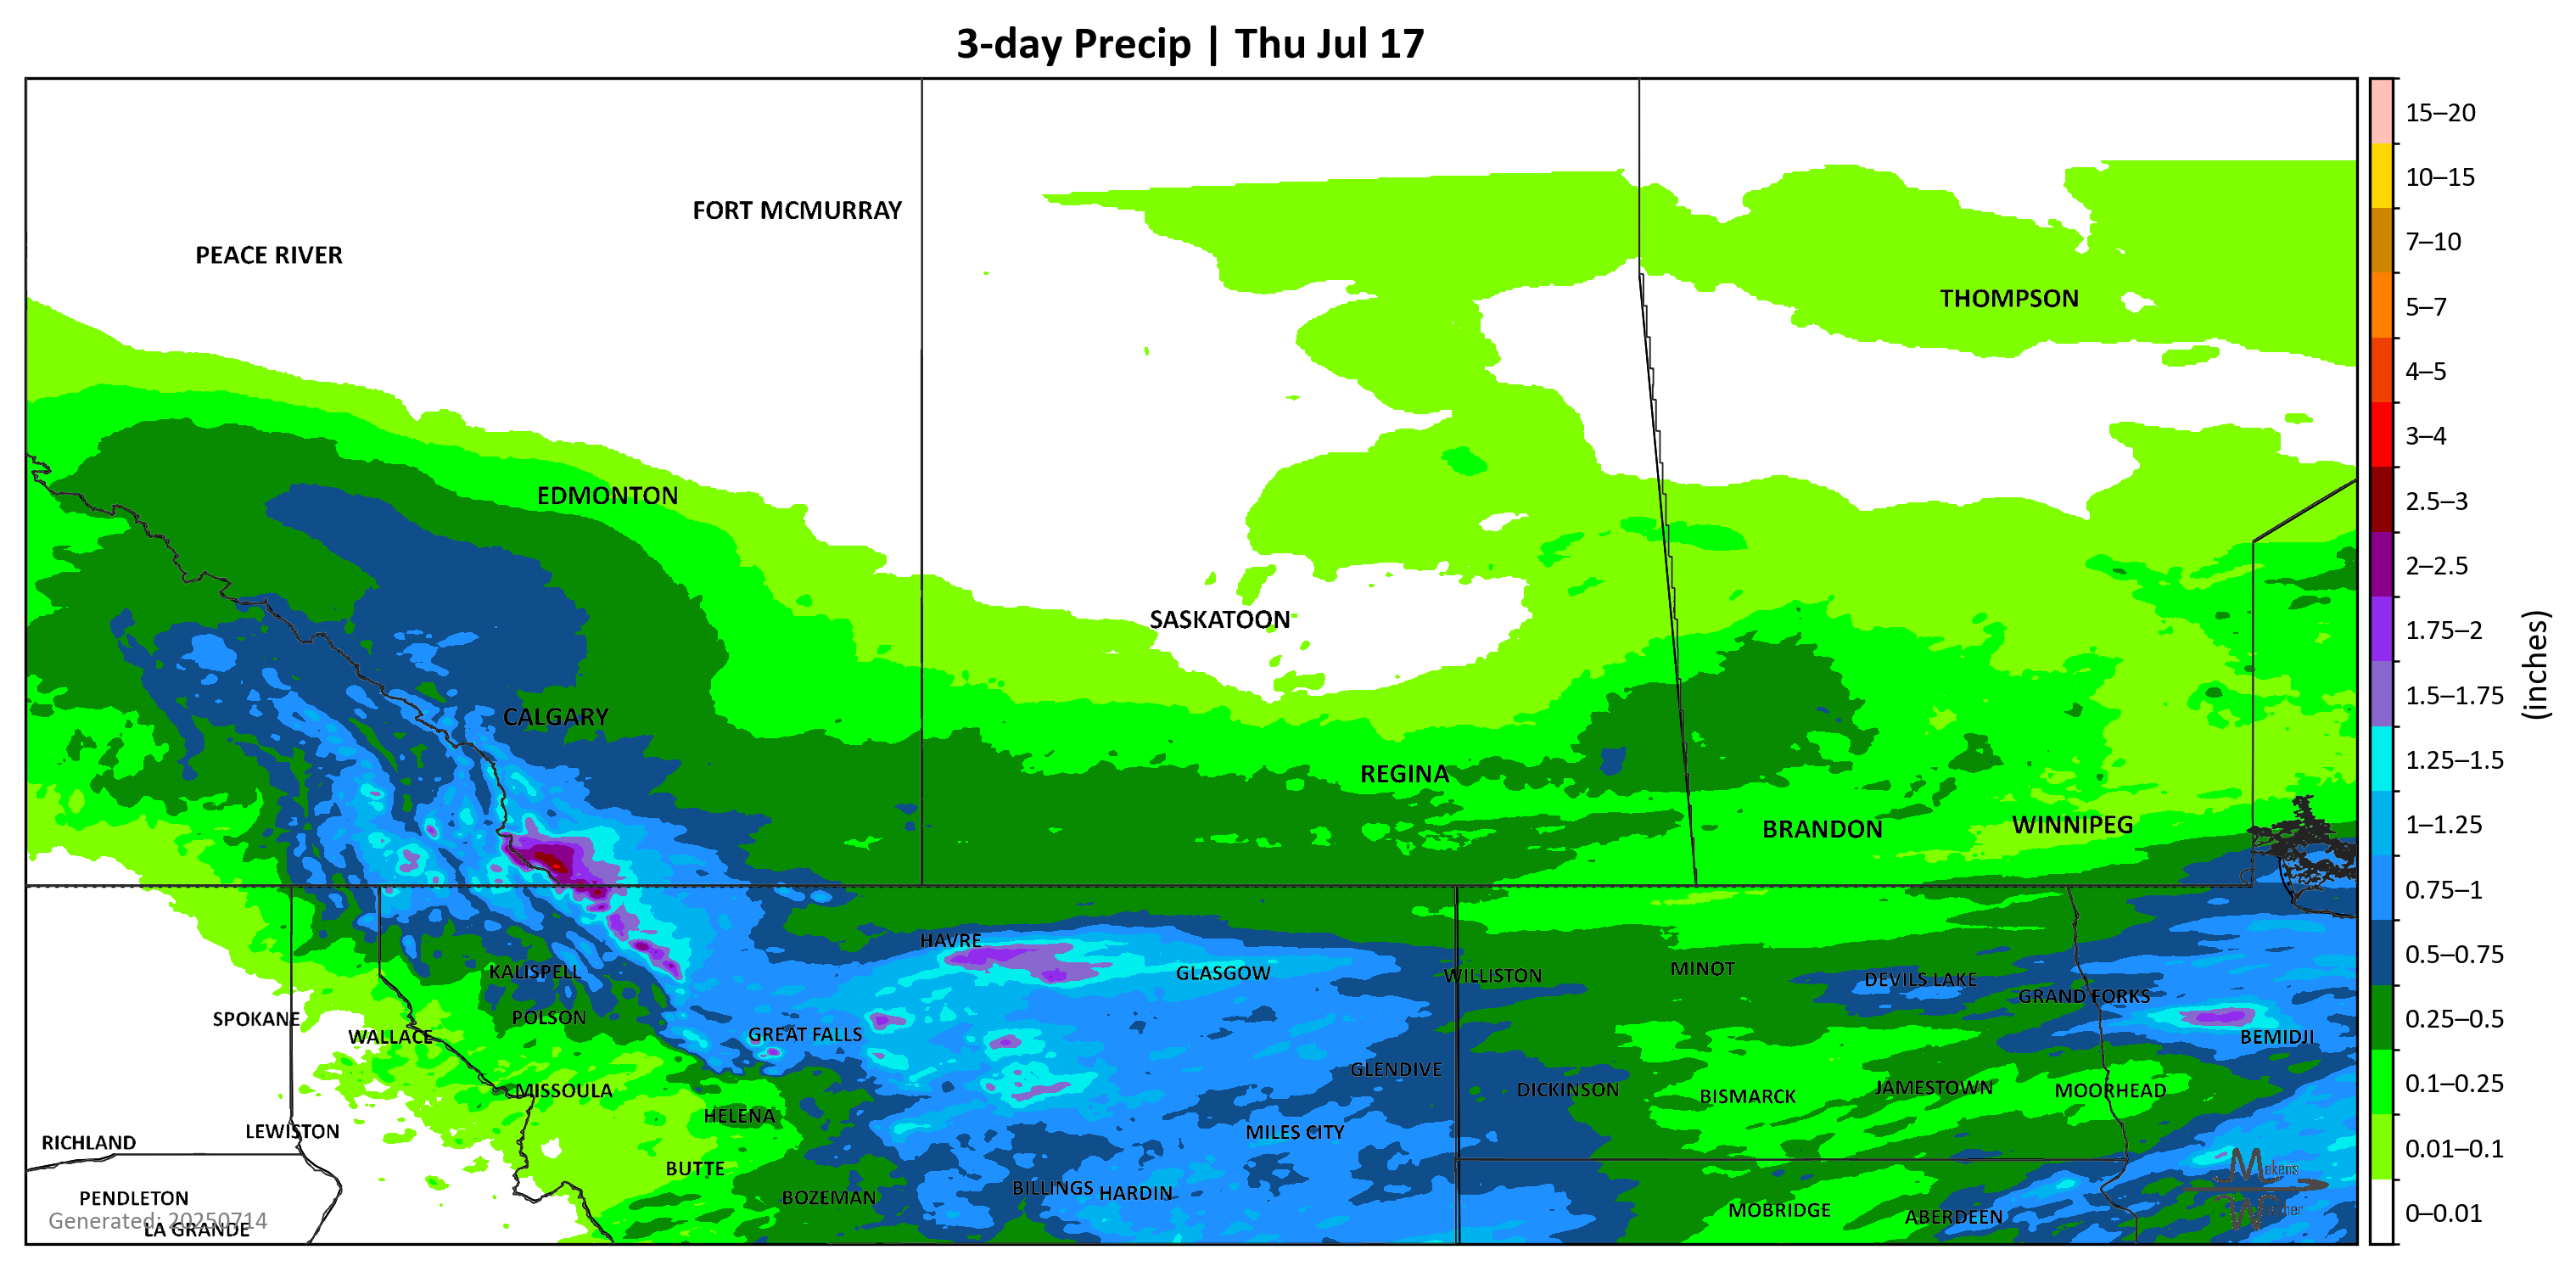 3-day Precip | Thu Jul 17
15–20
10–15
7–10
5–7
4–5
3–4
2.5–3
2–2.5
1.75–2
1.5–1.75
1.25–1.5
1–1.25
0.75–1
0.5–0.75
0.25–0.5
0.1–0.25
0.01–0.1
0–0.01
(inches)
FORT MCMURRAY
PEACE RIVER
THOMPSON
EDMONTON
SASKATOON
CALGARY
REGINA
BRANDON
WINNIPEG
HAVRE
KALISPELL
GLASGOW
WILLISTON
MINOT
DEVILS LAKE
GRAND FORKS
SPOKANE
POLSON
WALLACE
GREAT FALLS
BEMIDJI
GLENDIVE
MISSOULA
DICKINSON
BISMARCK
JAMESTOWN
MOORHEAD
HELENA
RICHLAND
LEWISTON
MILES CITY
BUTTE
Makens
Weather
PENDLETON
BOZEMAN
BILLINGS
HARDIN
MOBRIDGE
ABERDEEN
Generated: 20250714
LA GRANDE